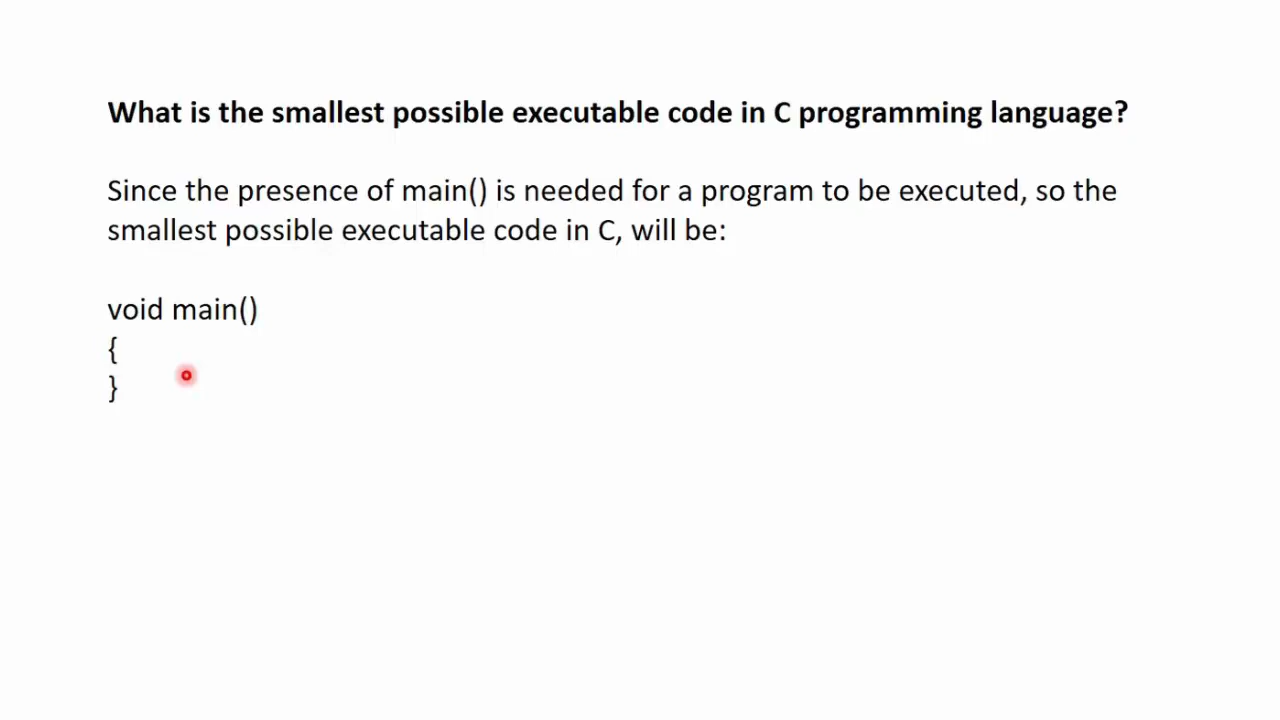 What is the smallest possible executable code in C programming language?
Since the presence of main() is needed for a program to be executed, so the
smallest possible executable code in C, will be:
void main()
{
}